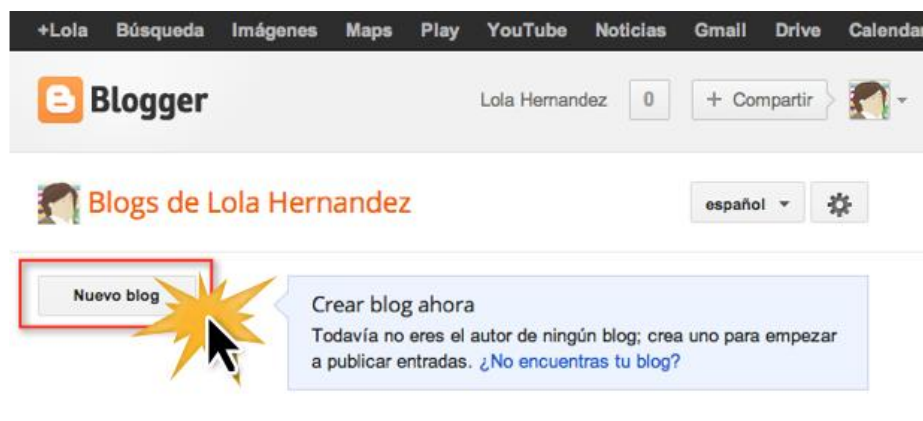 +Lola Búsqueda Imágenes Maps Play YouTube Noticias Gmail Drive Calendar
Blogger
Lola Hernandez 0 + Compartir
Blogs de Lola Hernandez
español
Nuevo blog
Crear blog ahora
Todavía no eres el autor de ningún blog; crea uno para empezar
a publicar entradas. ¿No encuentras tu blog?